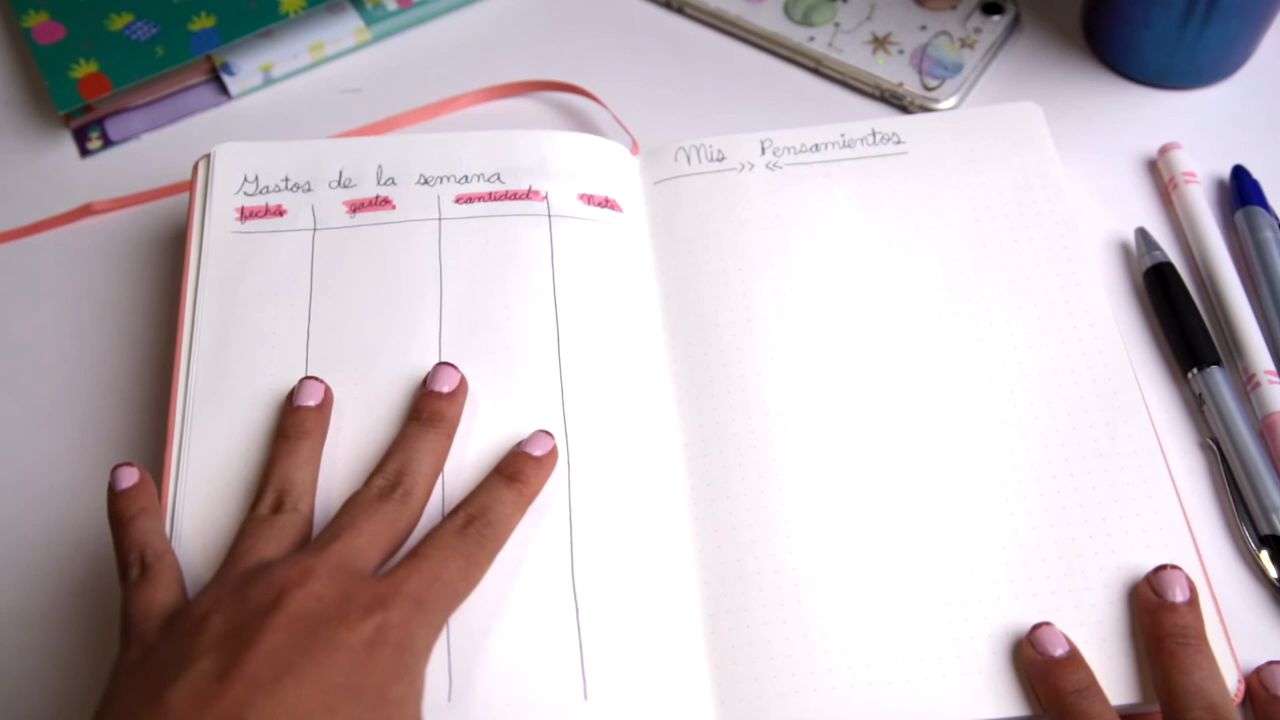 Gastos de la semana
fecha gasto cantidad Nota
Mis Pensamientos